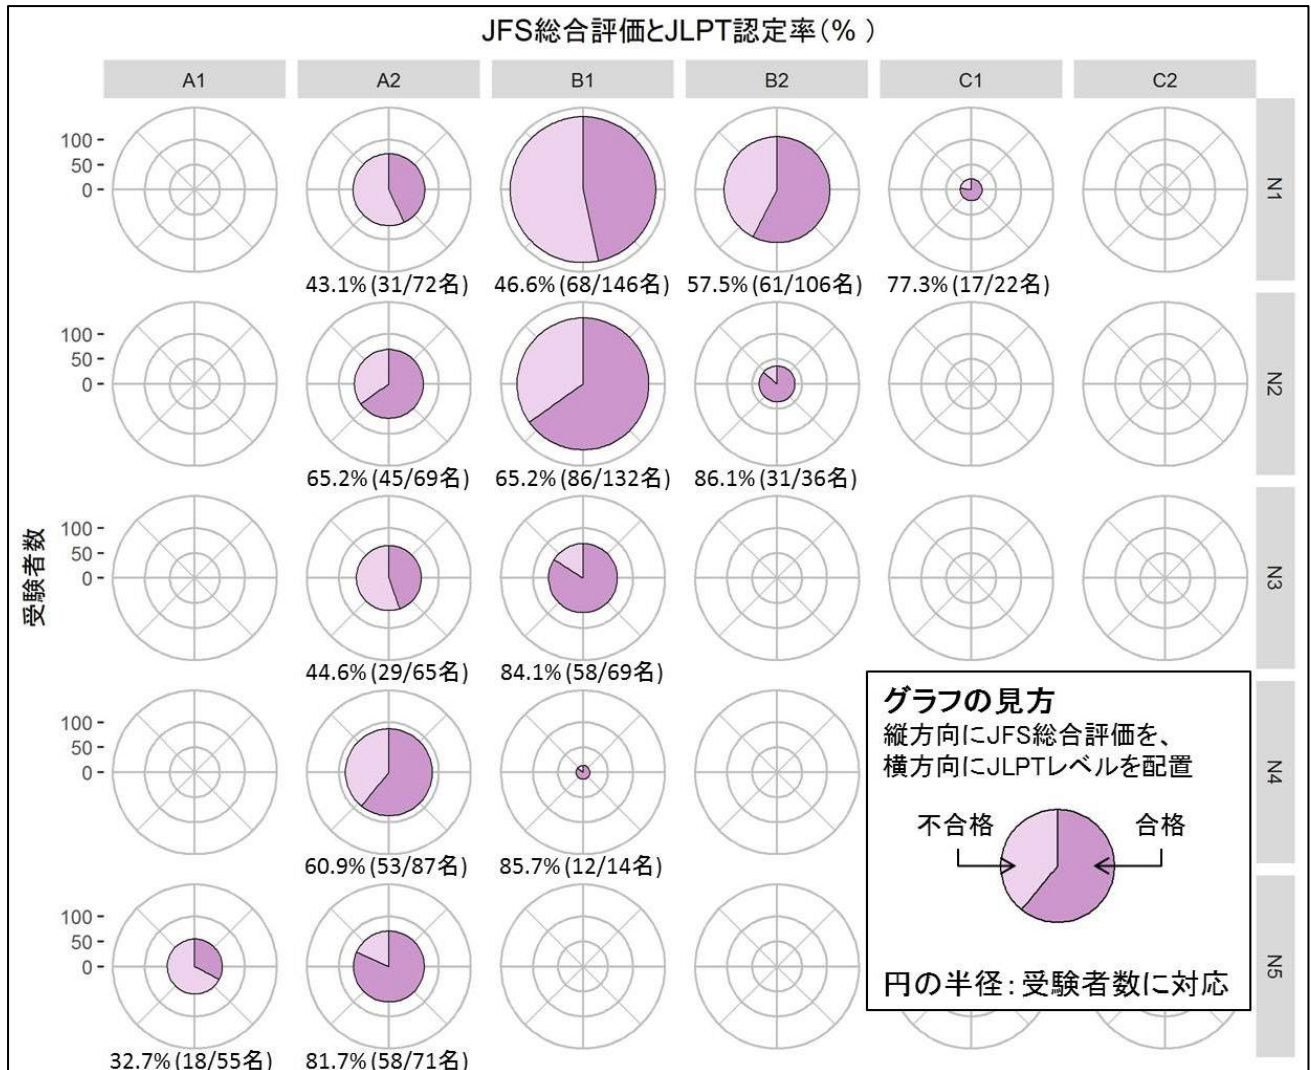 JFS総合評価とJLPT認定率(% )
A1 A2 B1 B2 C1 C2
100
50
0
N1
43.1%(31/72名) 46.6%(68/146名) 57.5%(61/106名) 77.3%(17/22名)
100
50
0
N2
65.2%(45/69名) 65.2%(86/132名) 86.1%(31/36名)
受験者数
100
50
0
N3
44.6%(29/65名) 84.1%(58/69名)
100
50
0
N4
60.9%(53/87名) 85.7%(12/14名)
100
50
0
N5
32.7%(18/55名) 81.7%(58/71名)
グラフの見方
縦方向にJFS総合評価を、
横方向にJLPTレベルを配置
不合格 合格
円の半径:受験者数に対応